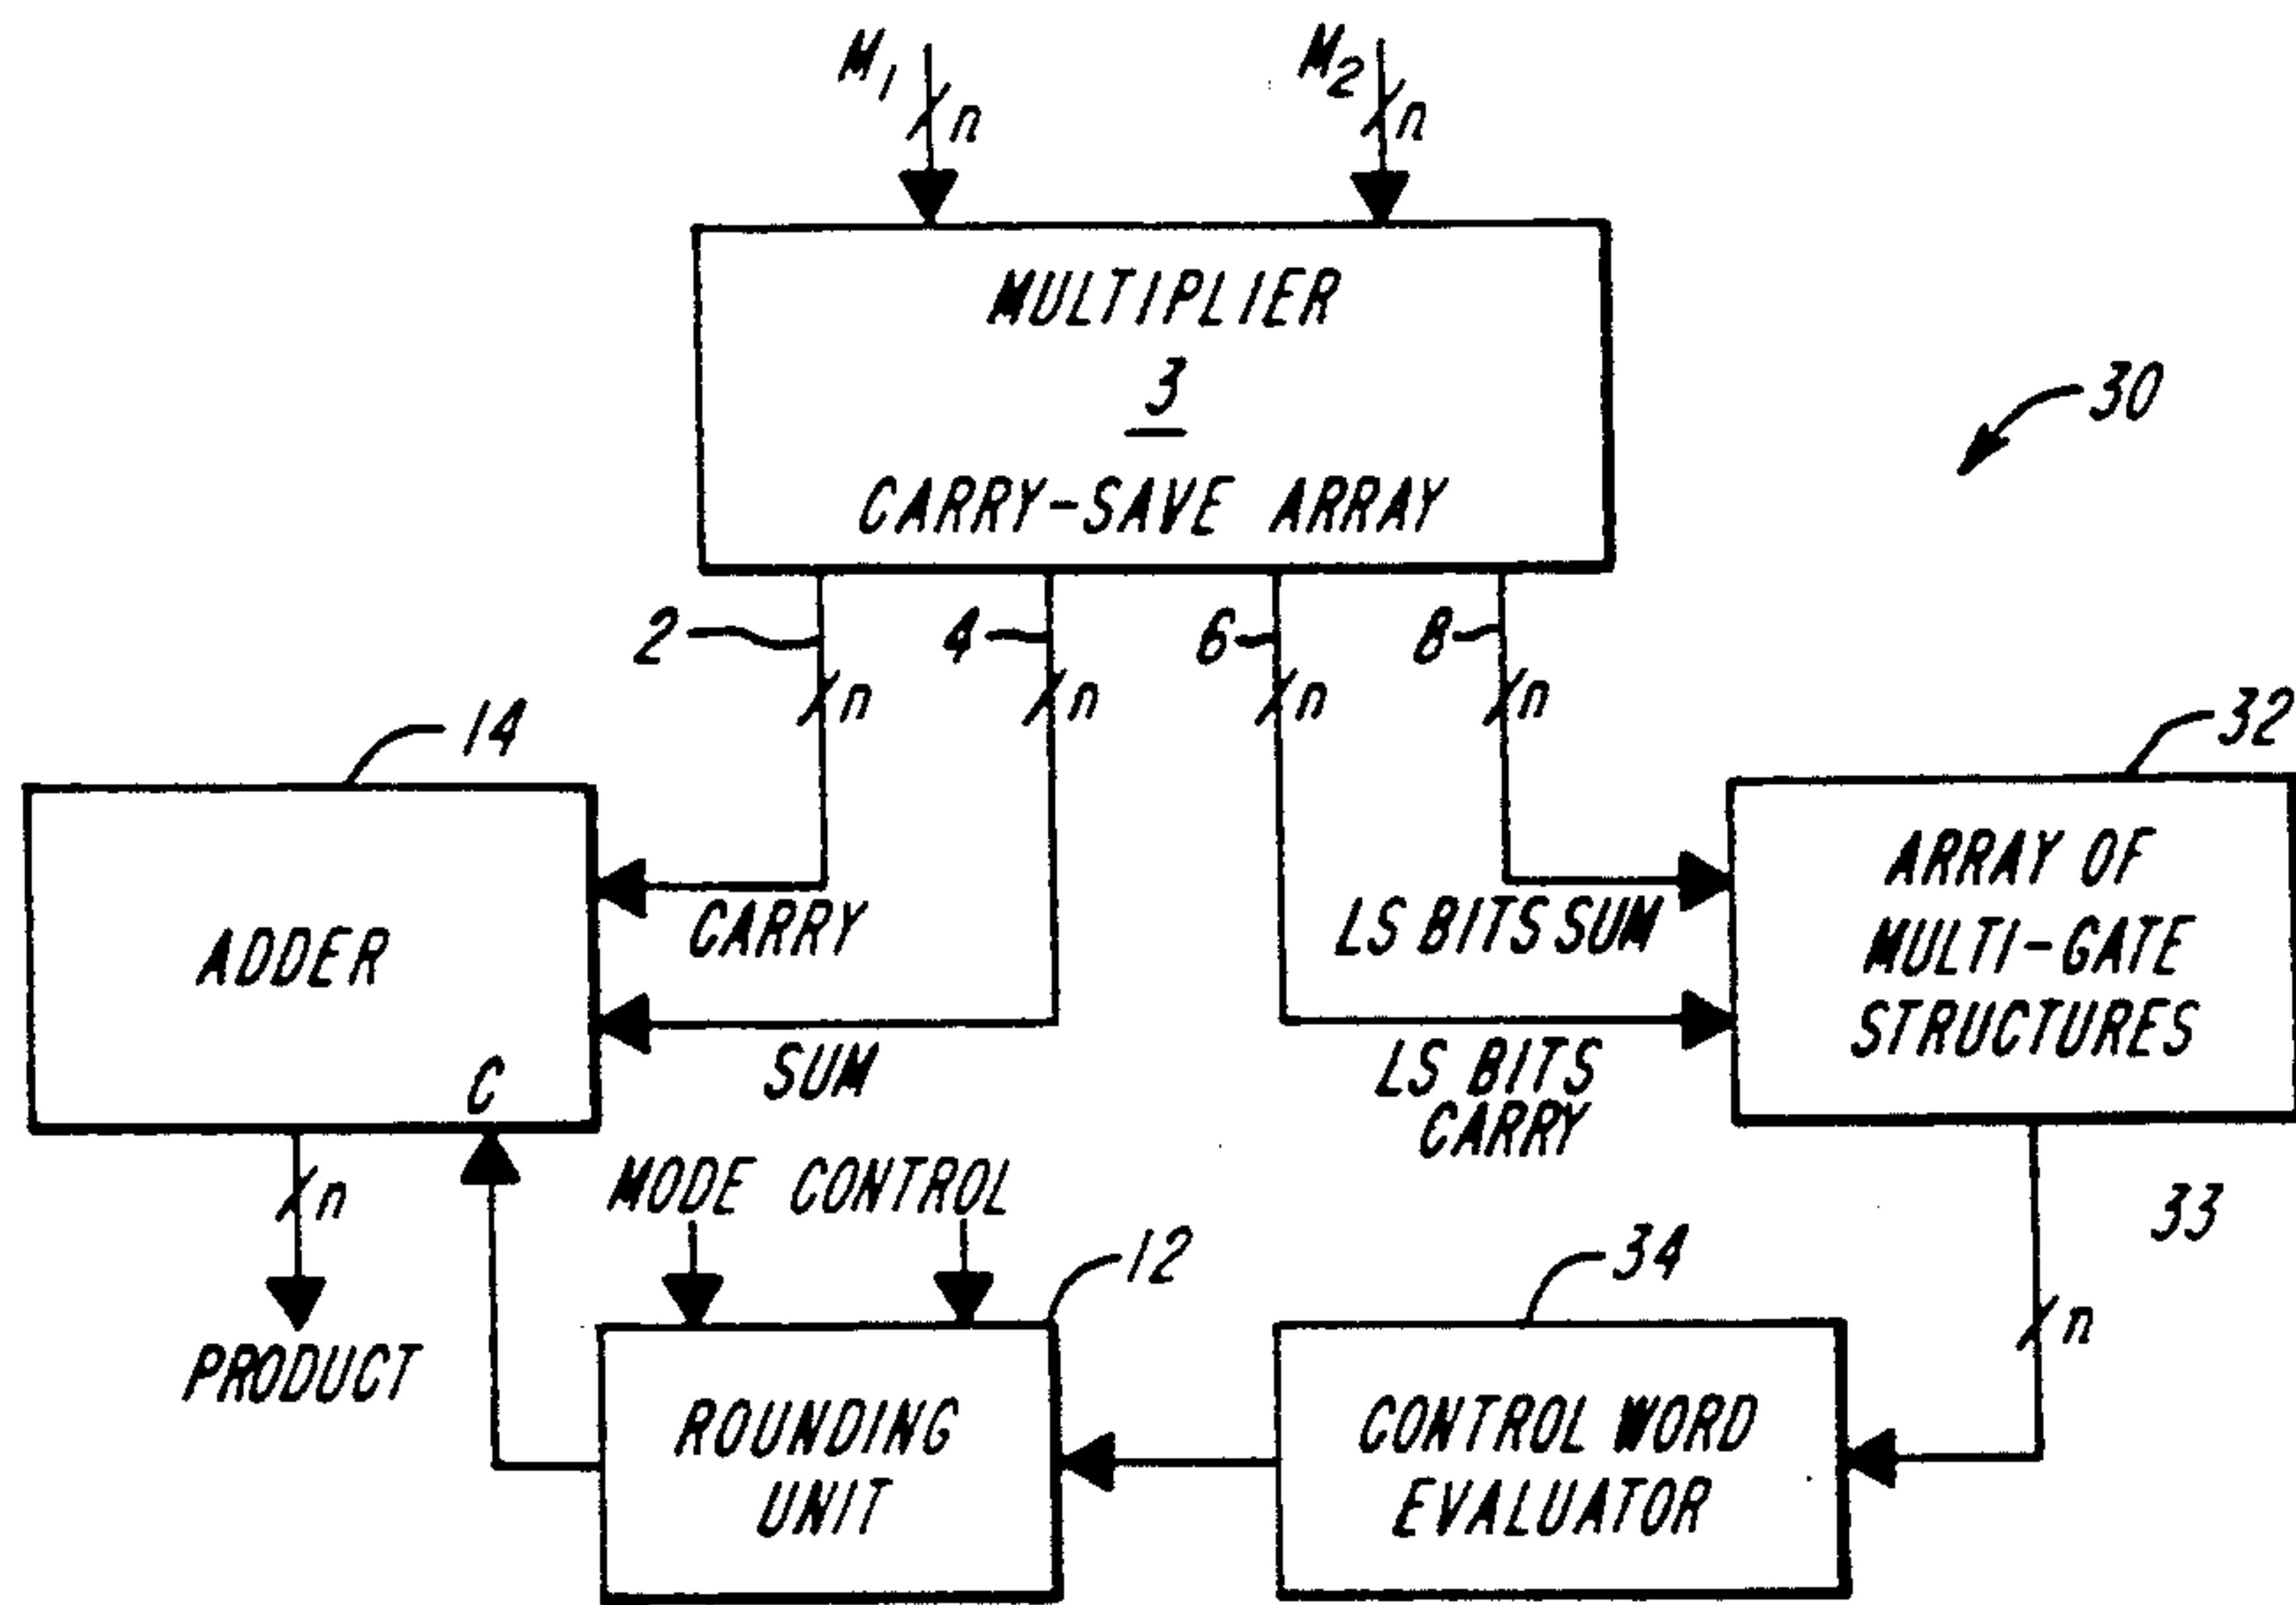 M1
n
M2
n
MULTIPLIER
3
CARRY-SAVE ARRAY
30
2
4
6
8
n
n
n
n
14
32
ADDER
C
CARRY
SUM
LS BITS SUM
LS BITS
CARRY
ARRAY OF
MULTI-GATE
STRUCTURES
n
PRODUCT
MODE CONTROL
12
34
33
n
ROUNDING
UNIT
CONTROL WORD
EVALUATOR